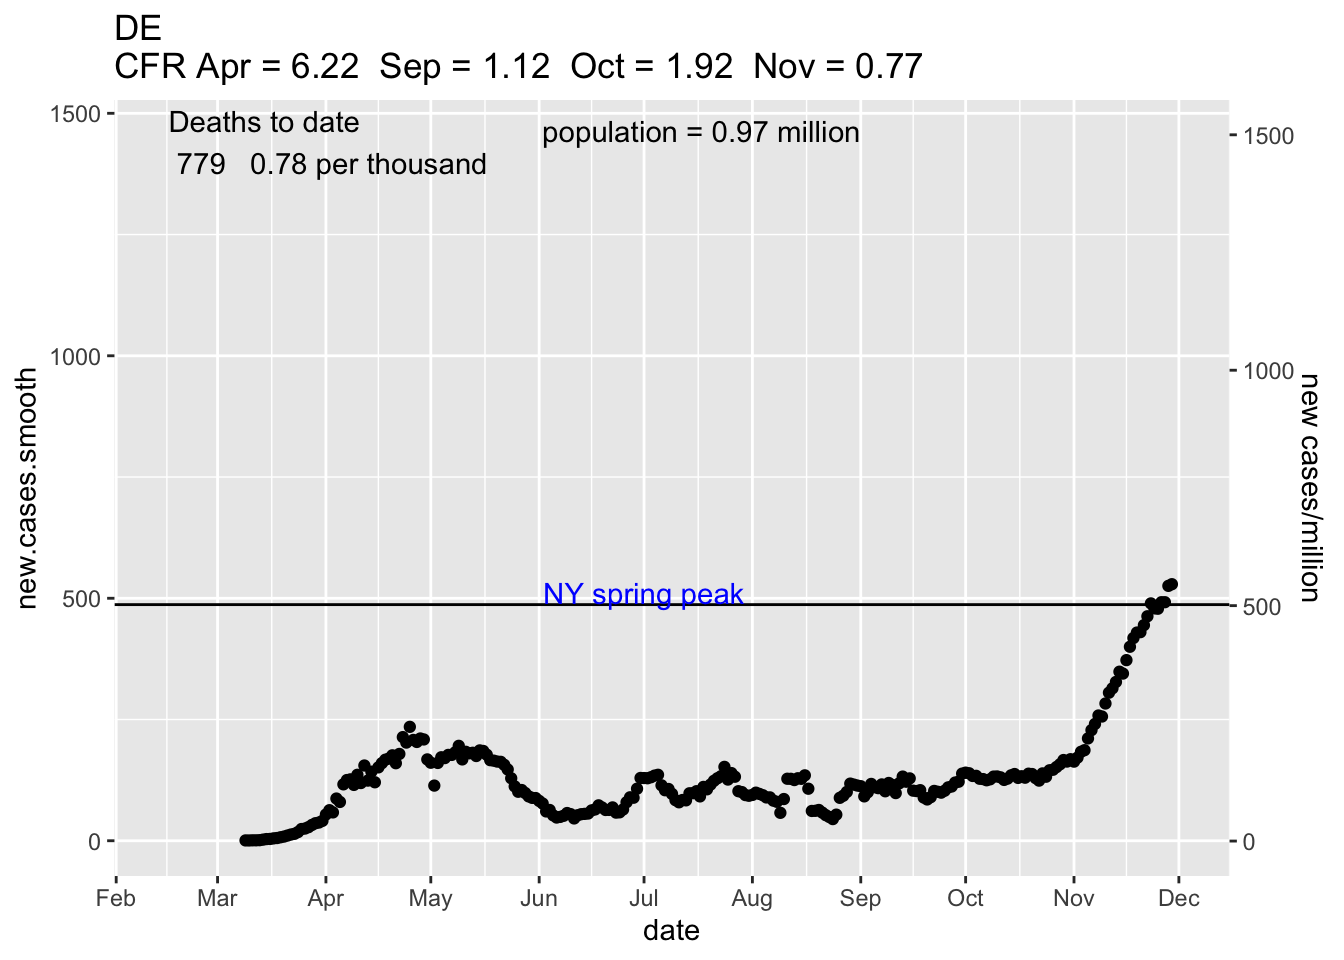 DE
CFR Apr = 6.22  Sep = 1.12  Oct = 1.92  Nov = 0.77
Deaths to date
779   0.78 per thousand
population = 0.97 million
NY spring peak
new.cases.smooth
1500
1000
500
0
new cases/million
1500
1000
500
0
Feb Mar Apr May Jun Jul Aug Sep Oct Nov Dec
date